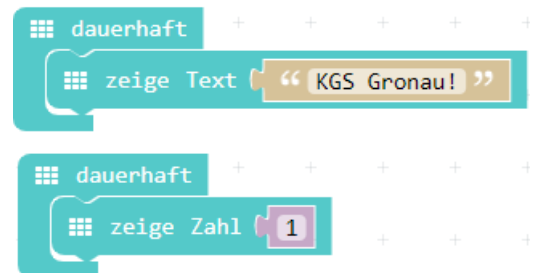 dauerhaft
zeige Text “ KGS Gronau! ”
dauerhaft
zeige Zahl 1